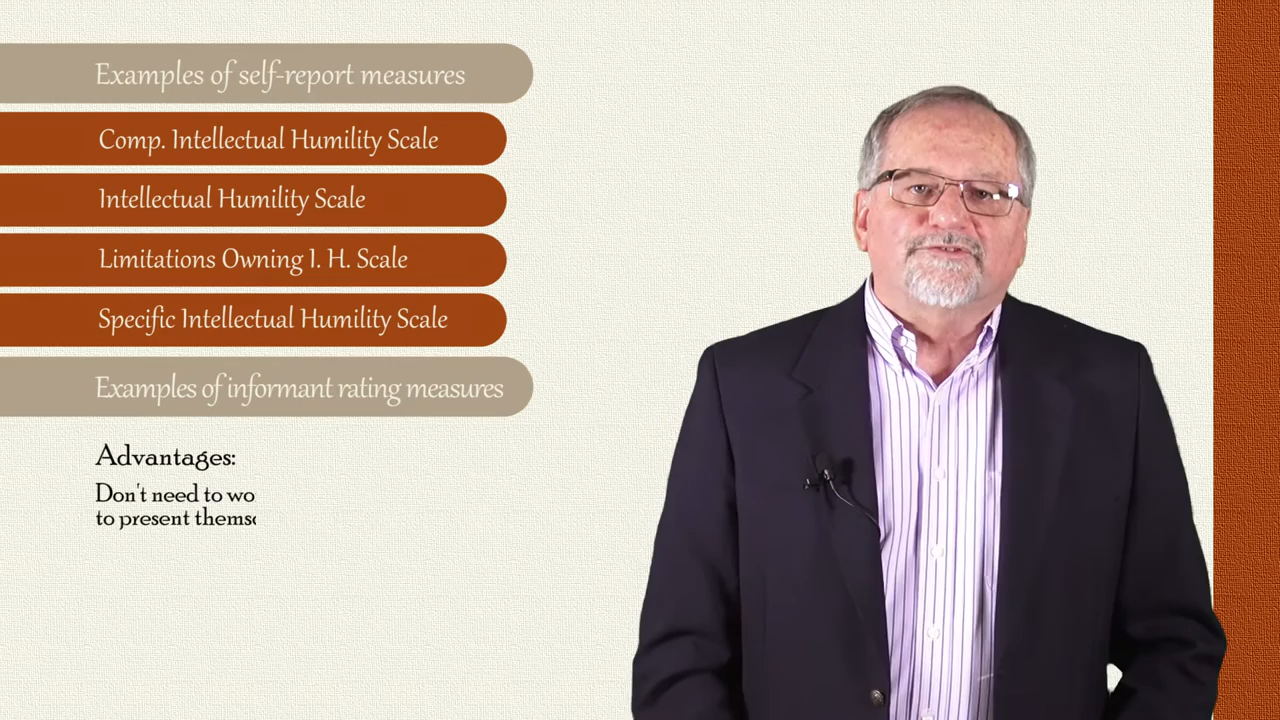 Examples of self-report measures
Comp. Intellectual Humility Scale
Intellectual Humility Scale
Limitations Owning I. H. Scale
Specific Intellectual Humility Scale
Examples of informant rating measures
Advantages:
Don't need to wo
to present thems